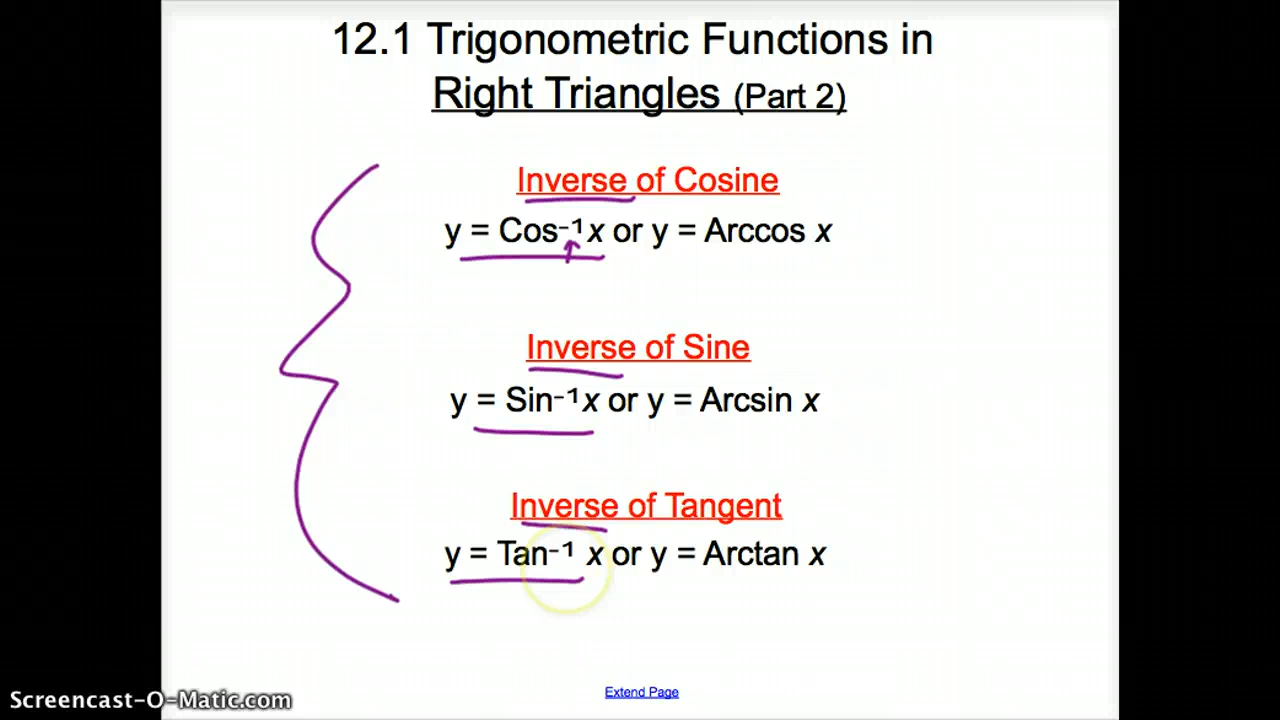 12.1 Trigonometric Functions in
Right Triangles (Part 2)
Inverse of Cosine
y = Cos⁻¹x or y = Arccos x
Inverse of Sine
y = Sin⁻¹x or y = Arcsin x
Inverse of Tangent
y = Tan⁻¹ x or y = Arctan x
Extend Page
Screencast-O-Matic.com